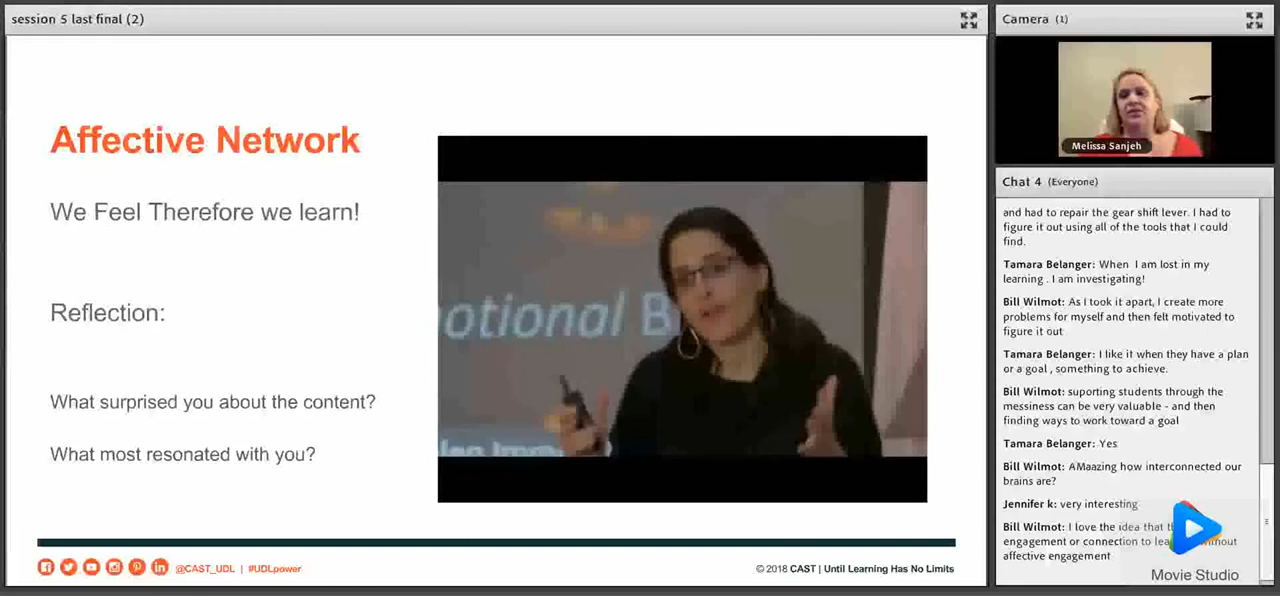 session 5 last final (2)
Affective Network
We Feel Therefore we learn!
Reflection:
What surprised you about the content?
What most resonated with you?
otional B
@CAST_UDL | #UDLpower
© 2018 CAST | Until Learning Has No Limits
Camera (1)
Melissa Sanjeh
Chat 4 (Everyone)
and had to repair the gear shift lever. I had to
figure it out using all of the tools that I could
find.
Tamara Belanger: When I am lost in my
learning . I am investigating!
Bill Wilmot: As I took it apart, I create more
problems for myself and then felt motivated to
figure it out
Tamara Belanger: I like it when they have a plan
or a goal , something to achieve.
Bill Wilmot: suporting students through the
messiness can be very valuable - and then
finding ways to work toward a goal
Tamara Belanger: Yes
Bill Wilmot: AMaazing how interconnected our
brains are?
Jennifer k: very interesting
Bill Wilmot: I love the idea that
engagement or connection to
affective engagement
Movie Studio